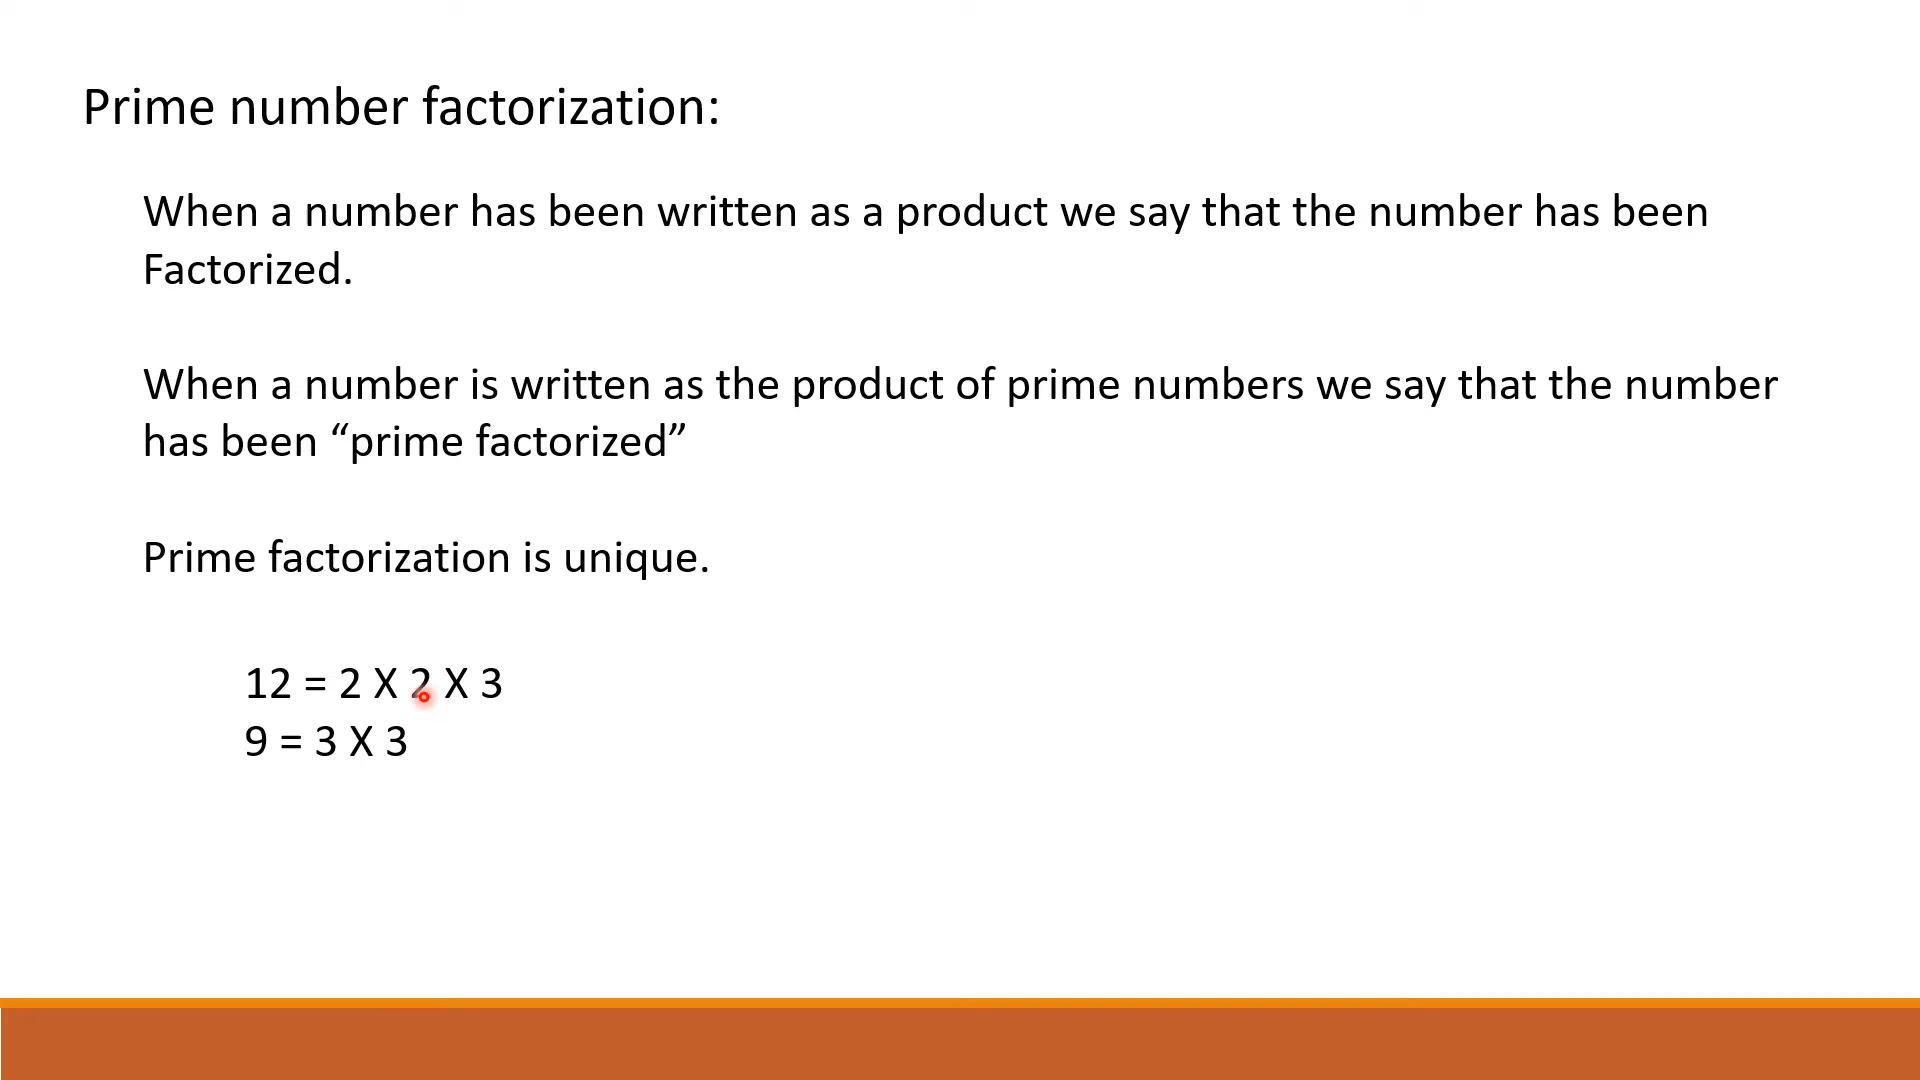 Prime number factorization:
When a number has been written as a product we say that the number has been
Factorized.
When a number is written as the product of prime numbers we say that the number
has been “prime factorized”
Prime factorization is unique.
12 = 2 X 2 X 3
9 = 3 X 3